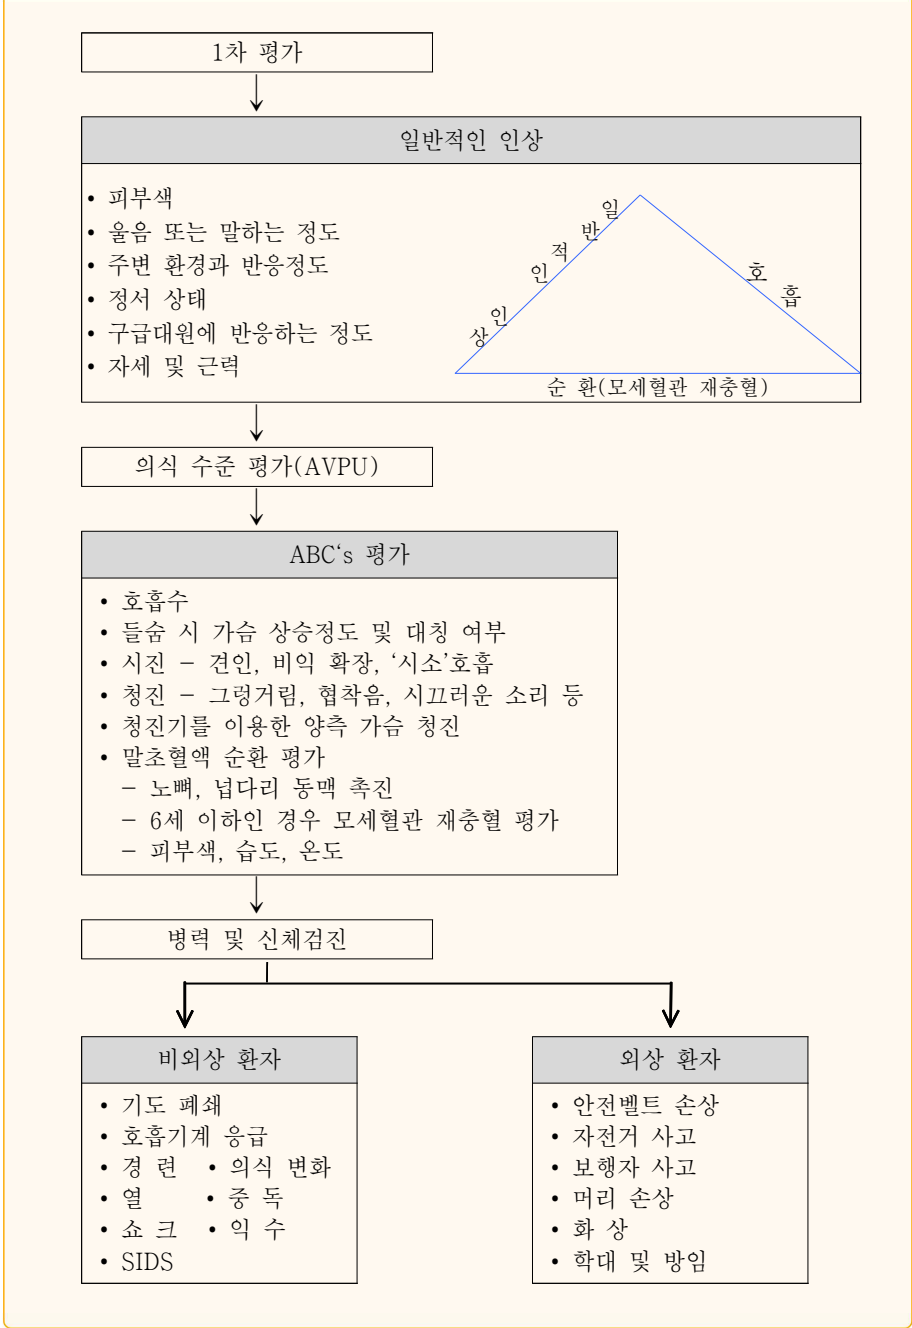 1차 평가
일반적인 인상
• 피부색
• 울음 또는 말하는 정도
• 주변 환경과 반응정도
• 정서 상태
• 구급대원에 반응하는 정도
• 자세 및 근력
일반적인 인상
호흡
순 환(모세혈관 재충혈)
의식 수준 평가(AVPU)
ABC‘s 평가
• 호흡수
• 들숨 시 가슴 상승정도 및 대칭 여부
• 시진 - 견인, 비익 확장, ‘시소’호흡
• 청진 - 그렁거림, 협착음, 시끄러운 소리 등
• 청진기를 이용한 양측 가슴 청진
• 말초혈액 순환 평가
- 노뼈, 넙다리 동맥 촉진
- 6세 이하인 경우 모세혈관 재충혈 평가
- 피부색, 습도, 온도
병력 및 신체검진
비외상 환자
• 기도 폐쇄
• 호흡기계 응급
• 경 련 • 의식 변화
• 열 • 중 독
• 쇼 크 • 익 수
• SIDS
외상 환자
• 안전벨트 손상
• 자전거 사고
• 보행자 사고
• 머리 손상
• 화 상
• 학대 및 방임